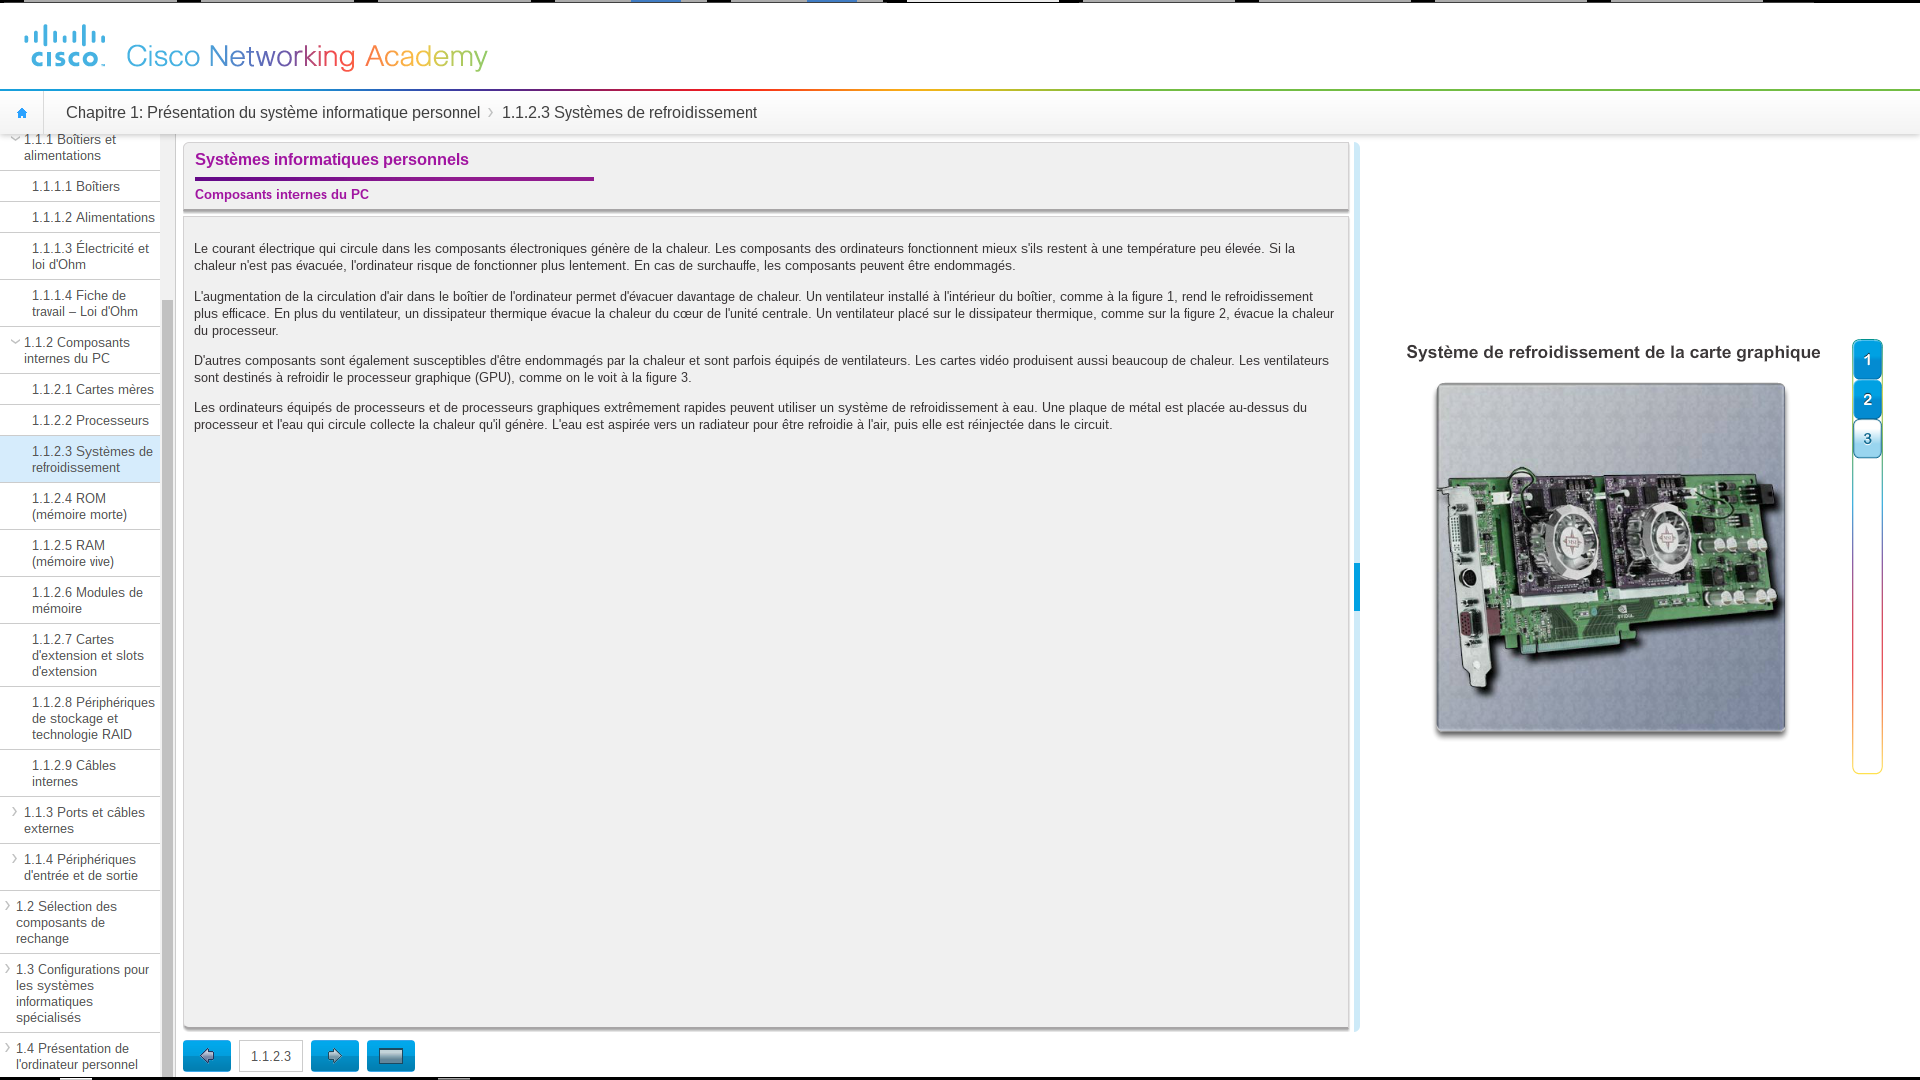 CISCO
Cisco Networking Academy
Chapitre 1: Présentation du système informatique personnel
1.1.2.3 Systèmes de refroidissement
1.1.1 Boîtiers et
alimentations
1.1.1.1 Boîtiers
1.1.1.2 Alimentations
1.1.1.3 Électricité et
loi d'Ohm
1.1.1.4 Fiche de
travail – Loi d'Ohm
1.1.2 Composants
internes du PC
1.1.2.1 Cartes mères
1.1.2.2 Processeurs
1.1.2.3 Systèmes de
refroidissement
1.1.2.4 ROM
(mémoire morte)
1.1.2.5 RAM
(mémoire vive)
1.1.2.6 Modules de
mémoire
1.1.2.7 Cartes
d'extension et slots
d'extension
1.1.2.8 Périphériques
de stockage et
technologie RAID
1.1.2.9 Câbles
internes
1.1.3 Ports et câbles
externes
1.1.4 Périphériques
d'entrée et de sortie
1.2 Sélection des
composants de
rechange
1.3 Configurations pour
les systèmes
informatiques
spécialisés
1.4 Présentation de
l'ordinateur personnel
Systèmes informatiques personnels
Composants internes du PC
Le courant électrique qui circule dans les composants électroniques génère de la chaleur. Les composants des ordinateurs fonctionnent mieux s'ils restent à une température peu élevée. Si la
chaleur n'est pas évacuée, l'ordinateur risque de fonctionner plus lentement. En cas de surchauffe, les composants peuvent être endommagés.
L'augmentation de la circulation d'air dans le boîtier de l'ordinateur permet d'évacuer davantage de chaleur. Un ventilateur installé à l'intérieur du boîtier, comme à la figure 1, rend le refroidissement
plus efficace. En plus du ventilateur, un dissipateur thermique évacue la chaleur du cœur de l'unité centrale. Un ventilateur placé sur le dissipateur thermique, comme sur la figure 2, évacue la chaleur
du processeur.
D'autres composants sont également susceptibles d'être endommagés par la chaleur et sont parfois équipés de ventilateurs. Les cartes vidéo produisent aussi beaucoup de chaleur. Les ventilateurs
sont destinés à refroidir le processeur graphique (GPU), comme on le voit à la figure 3.
Les ordinateurs équipés de processeurs et de processeurs graphiques extrêmement rapides peuvent utiliser un système de refroidissement à eau. Une plaque de métal est placée au-dessus du
processeur et l'eau qui circule collecte la chaleur qu'il génère. L'eau est aspirée vers un radiateur pour être refroidie à l'air, puis elle est réinjectée dans le circuit.
1.1.2.3
Système de refroidissement de la carte graphique
1
2
3